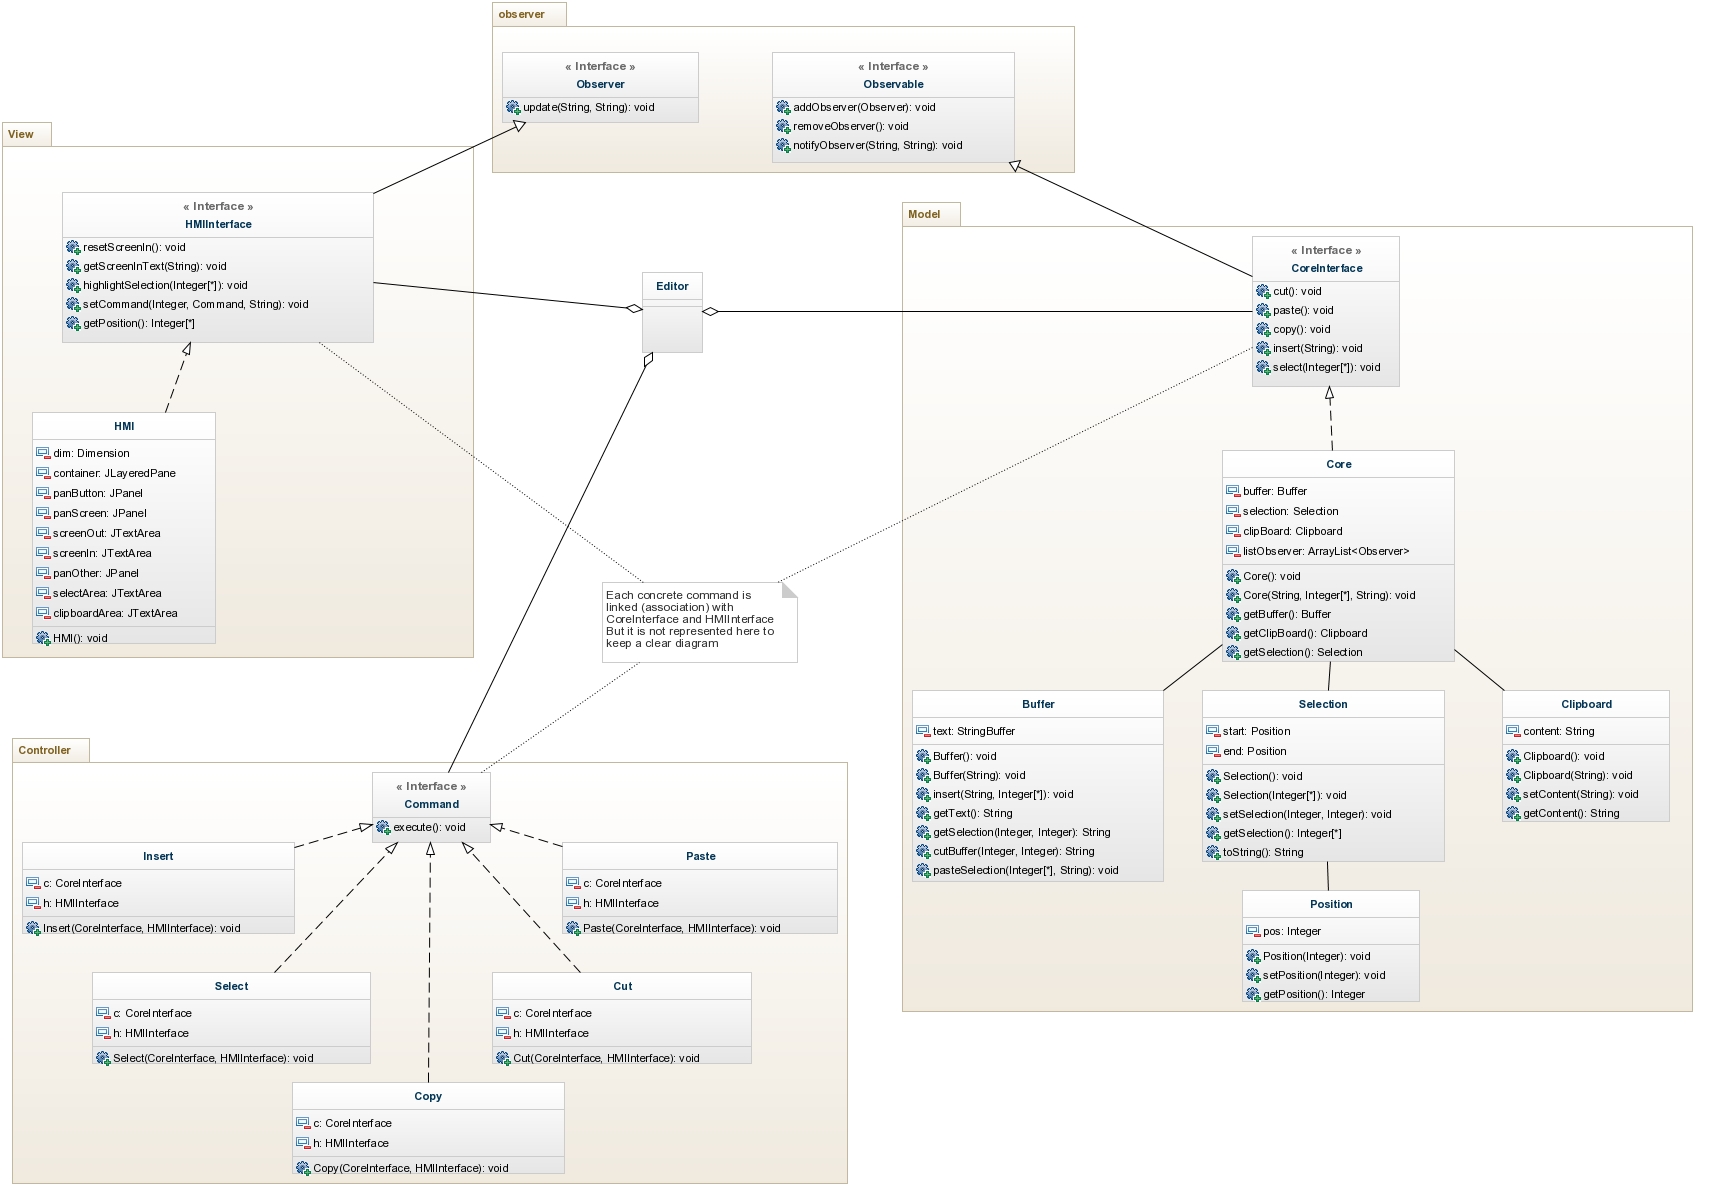 observer
« Interface »
Observer
update(String, String): void
« Interface »
Observable
addObserver(Observer): void
removeObserver(): void
notifyObserver(String, String): void
View
« Interface »
HMIInterface
resetScreenIn(): void
getScreenInText(String): void
highlightSelection(Integer[*]): void
setCommand(Integer, Command, String): void
getPosition(): Integer[*]
HMI
dim: Dimension
container: JLayeredPane
panButton: JPanel
panScreen: JPanel
screenOut: JTextArea
screenIn: JTextArea
panOther: JPanel
selectArea: JTextArea
clipboardArea: JTextArea
HMI(): void
Editor
Model
« Interface »
CoreInterface
cut(): void
paste(): void
copy(): void
insert(String): void
select(Integer[*]): void
Core
buffer: Buffer
selection: Selection
clipBoard: Clipboard
listObserver: ArrayList<Observer>
Core(): void
Core(String, Integer[*], String): void
getBuffer(): Buffer
getClipBoard(): Clipboard
getSelection(): Selection
Each concrete command is
linked (association) with
CoreInterface and HMIInterface
But it is not represented here to
keep a clear diagram
Buffer
text: StringBuffer
Buffer(): void
Buffer(String): void
insert(String, Integer[*]): void
getText(): String
getSelection(Integer, Integer): String
cutBuffer(Integer, Integer): String
pasteSelection(Integer[*], String): void
Selection
start: Position
end: Position
Selection(): void
Selection(Integer[*]): void
setSelection(Integer, Integer): void
getSelection(): Integer[*]
toString(): String
Clipboard
content: String
Clipboard(): void
Clipboard(String): void
setContent(String): void
getContent(): String
Position
pos: Integer
Position(Integer): void
setPosition(Integer): void
getPosition(): Integer
Controller
« Interface »
Command
execute(): void
Insert
c: CoreInterface
h: HMIInterface
Insert(CoreInterface, HMIInterface): void
Paste
c: CoreInterface
h: HMIInterface
Paste(CoreInterface, HMIInterface): void
Select
c: CoreInterface
h: HMIInterface
Select(CoreInterface, HMIInterface): void
Cut
c: CoreInterface
h: HMIInterface
Cut(CoreInterface, HMIInterface): void
Copy
c: CoreInterface
h: HMIInterface
Copy(CoreInterface, HMIInterface): void